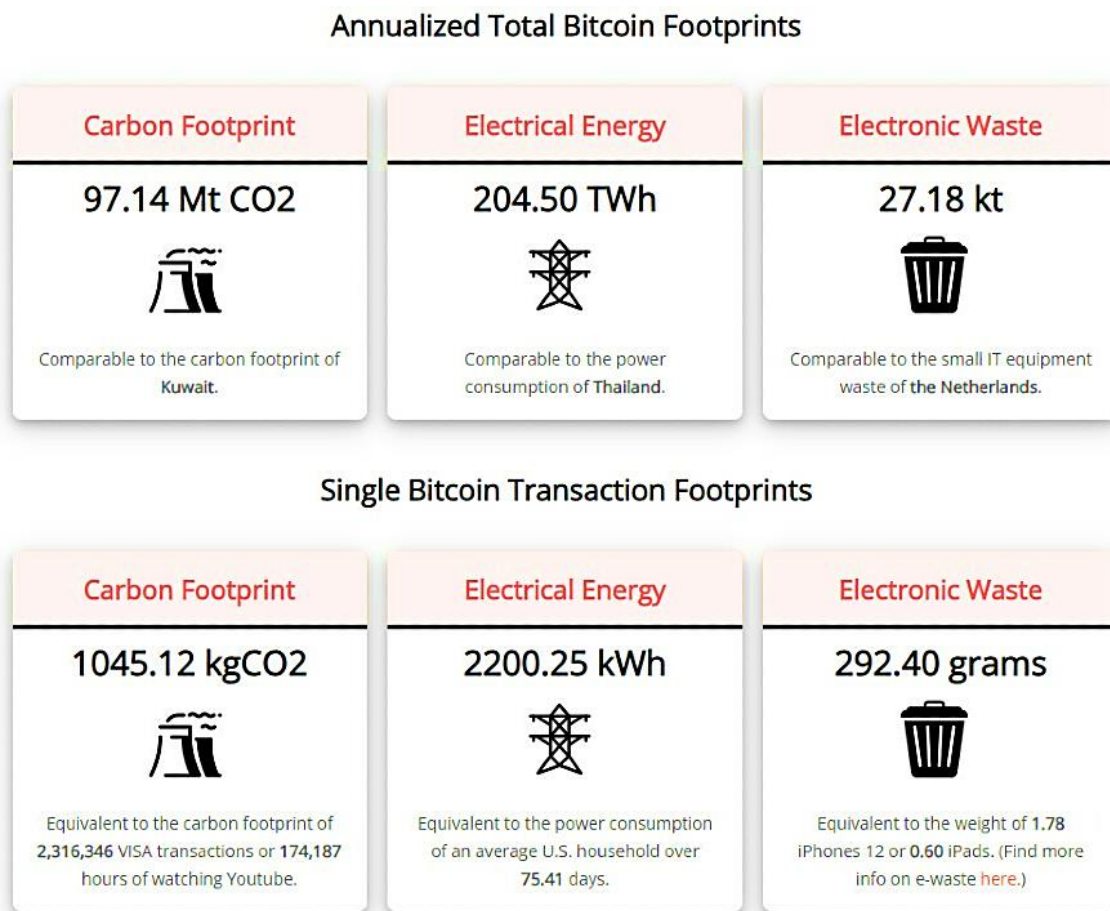 Annualized Total Bitcoin Footprints
Carbon Footprint
97.14 Mt CO2
Comparable to the carbon footprint of
Kuwait.
Electrical Energy
204.50 TWh
Comparable to the power
consumption of Thailand.
Electronic Waste
27.18 kt
Comparable to the small IT equipment
waste of the Netherlands.
Single Bitcoin Transaction Footprints
Carbon Footprint
1045.12 kgCO2
Equivalent to the carbon footprint of
2,316,346 VISA transactions or 174,187
hours of watching Youtube.
Electrical Energy
2200.25 kWh
Equivalent to the power consumption
of an average U.S. household over
75.41 days.
Electronic Waste
292.40 grams
Equivalent to the weight of 1.78
iPhones 12 or 0.60 iPads. (Find more
info on e-waste here.)